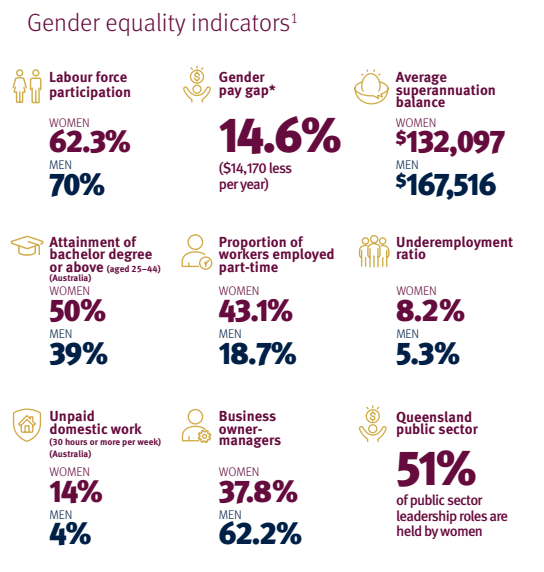 Gender equality indicators¹
Labour force
participation
WOMEN
62.3%
MEN
70%
Gender
pay gap*
14.6%
($14,170 less
per year)
Average
superannuation
balance
WOMEN
$132,097
MEN
$167,516
Attainment of
bachelor degree
or above (aged 25–44)
(Australia)
WOMEN
50%
MEN
39%
Proportion of
workers employed
part-time
WOMEN
43.1%
MEN
18.7%
Underemployment
ratio
WOMEN
8.2%
MEN
5.3%
Unpaid
domestic work
(30 hours or more per week)
(Australia)
WOMEN
14%
MEN
4%
Business
owner-
managers
WOMEN
37.8%
MEN
62.2%
Queensland
public sector
51%
of public sector
leadership roles are
held by women